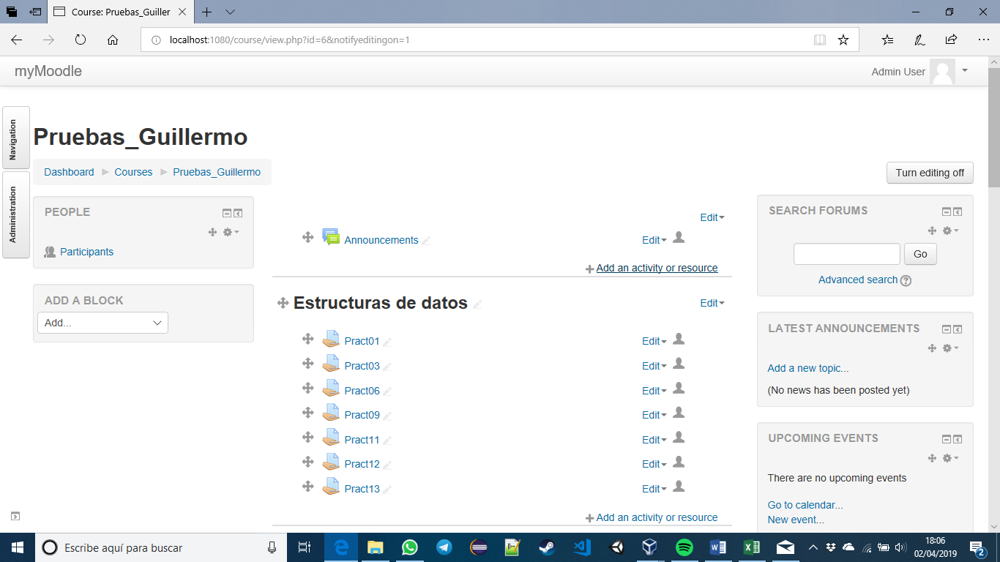 Course: Pruebas_Guiller
localhost:1080/course/view.php?id=6&notifyeditingon=1
myMoodle
Admin User
Navigation
Administration
Pruebas_Guillermo
Dashboard Courses Pruebas_Guillermo
Turn editing off
PEOPLE
Participants
ADD A BLOCK
Add...
Edit
Announcements Edit
Add an activity or resource
Estructuras de datos Edit
Pract01 Edit
Pract03 Edit
Pract06 Edit
Pract09 Edit
Pract11 Edit
Pract12 Edit
Pract13 Edit
Add an activity or resource
SEARCH FORUMS
Go
Advanced search
LATEST ANNOUNCEMENTS
Add a new topic...
(No news has been posted yet)
UPCOMING EVENTS
There are no upcoming events
Go to calendar...
New event...
Escribe aquí para buscar
18:06
02/04/2019
2